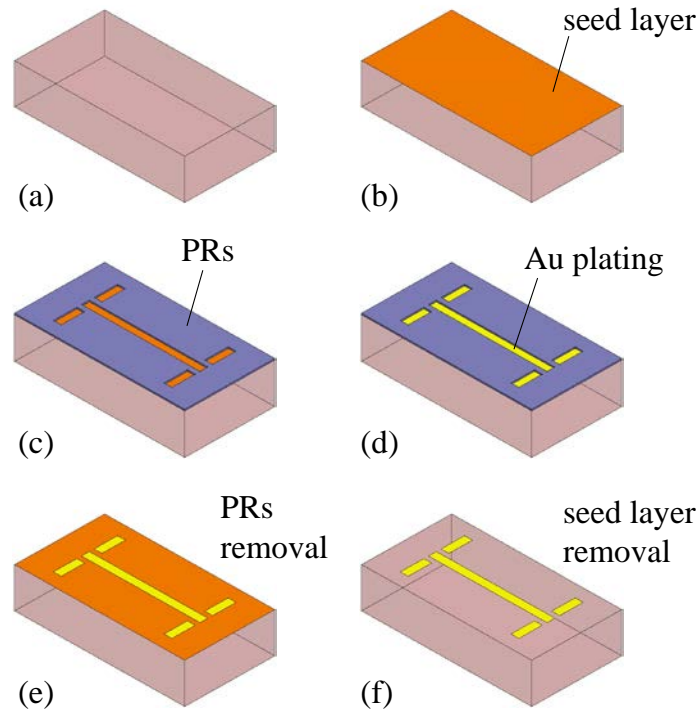 seed layer
(a)
(b)
PRs
Au plating
(c)
(d)
PRs
removal
seed layer
removal
(e)
(f)